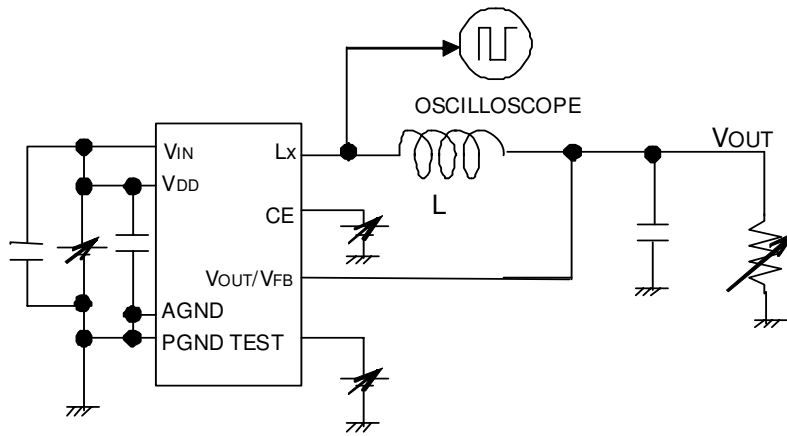 OSCILLOSCOPE
VOUT
VIN
LX
VDD
L
CE
VOUT/VFB
AGND
PGND TEST